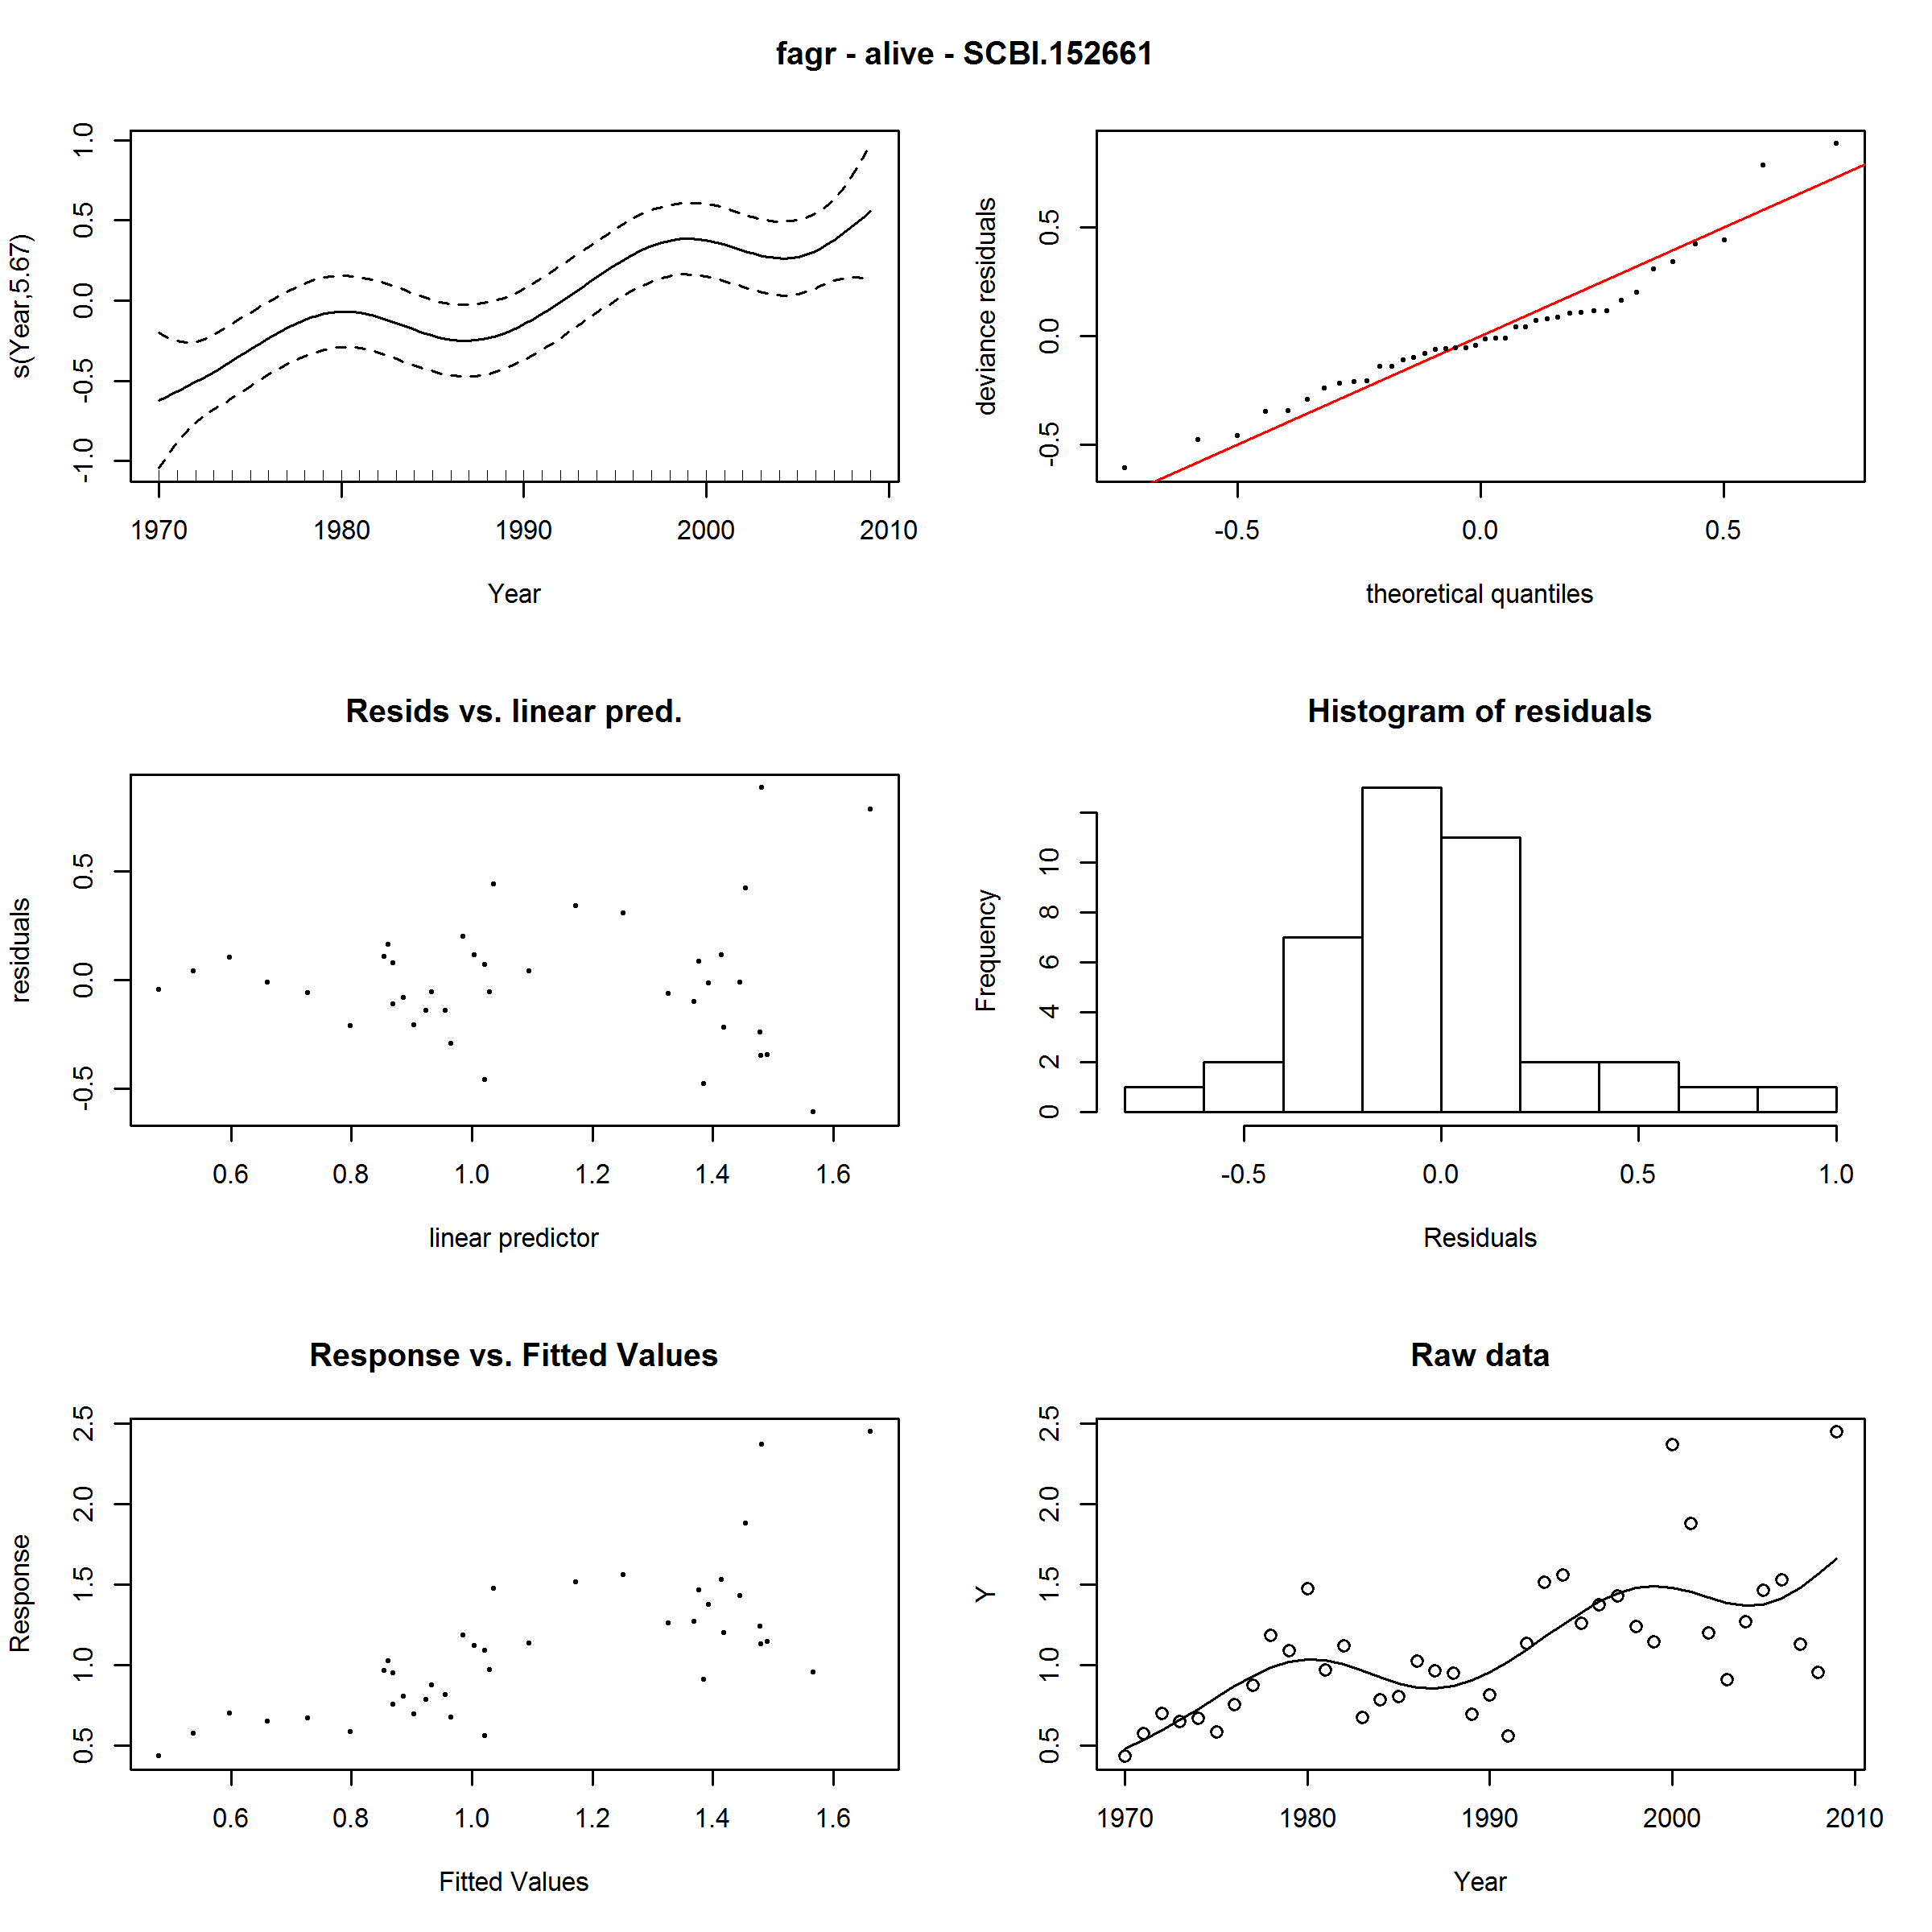 fagr - alive - SCBI.152661
s(Year,5.67)
1.0
0.5
0.0
-0.5
-1.0
1970 1980 1990 2000 2010
Year
deviance residuals
0.5
0.0
-0.5
-0.5 0.0 0.5
theoretical quantiles
Resids vs. linear pred.
residuals
0.5
0.0
-0.5
0.6 0.8 1.0 1.2 1.4 1.6
linear predictor
Histogram of residuals
Frequency
10
8
6
4
2
0
-0.5 0.0 0.5 1.0
Residuals
Response vs. Fitted Values
Response
2.5
2.0
1.5
1.0
0.5
0.6 0.8 1.0 1.2 1.4 1.6
Fitted Values
Raw data
Y
2.5
2.0
1.5
1.0
0.5
1970 1980 1990 2000 2010
Year